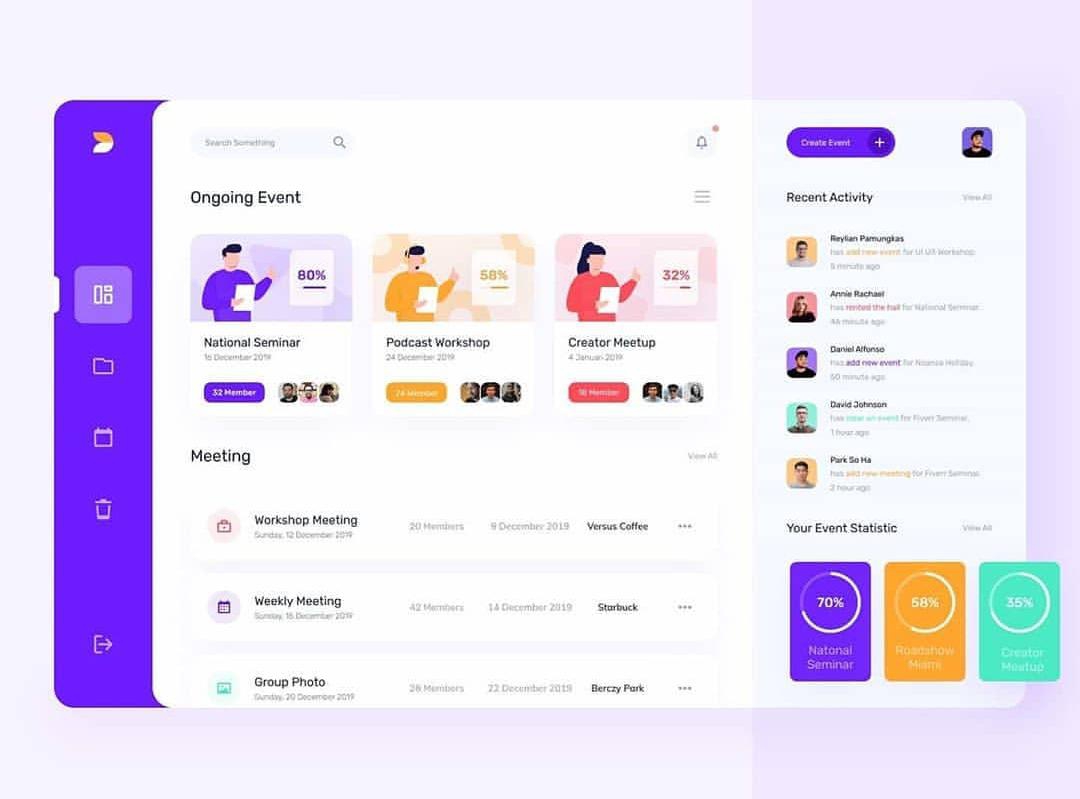 Search Something
Create Event
Ongoing Event
80%
58%
32%
National Seminar
16 December 2019
32 Member
Podcast Workshop
24 December 2019
24 Member
Creator Meetup
4 Januari 2019
18 Member
Meeting
View All
Workshop Meeting
Sunday, 12 December 2019
20 Members
9 December 2019
Versus Coffee
Weekly Meeting
Sunday, 16 December 2019
42 Members
14 December 2019
Starbuck
Group Photo
Sunday, 20 December 2019
28 Members
22 December 2019
Berczy Park
Recent Activity
View All
Reylian Pamungkas
has add new event for UI UX Workshop.
5 minute ago
Annie Rachael
has rented the hall for National Seminar.
46 minute ago
Daniel Alfonso
has add new event for Holiday.
50 minute ago
David Johnson
has clear an event for Fiverr Seminar.
1 hour ago
Park So Ha
has add new meeting for Fiverr Seminar.
2 hour ago
Your Event Statistic
View All
70%
Natonal
Seminar
58%
Roadshow
Miami
35%
Creator
Meetup